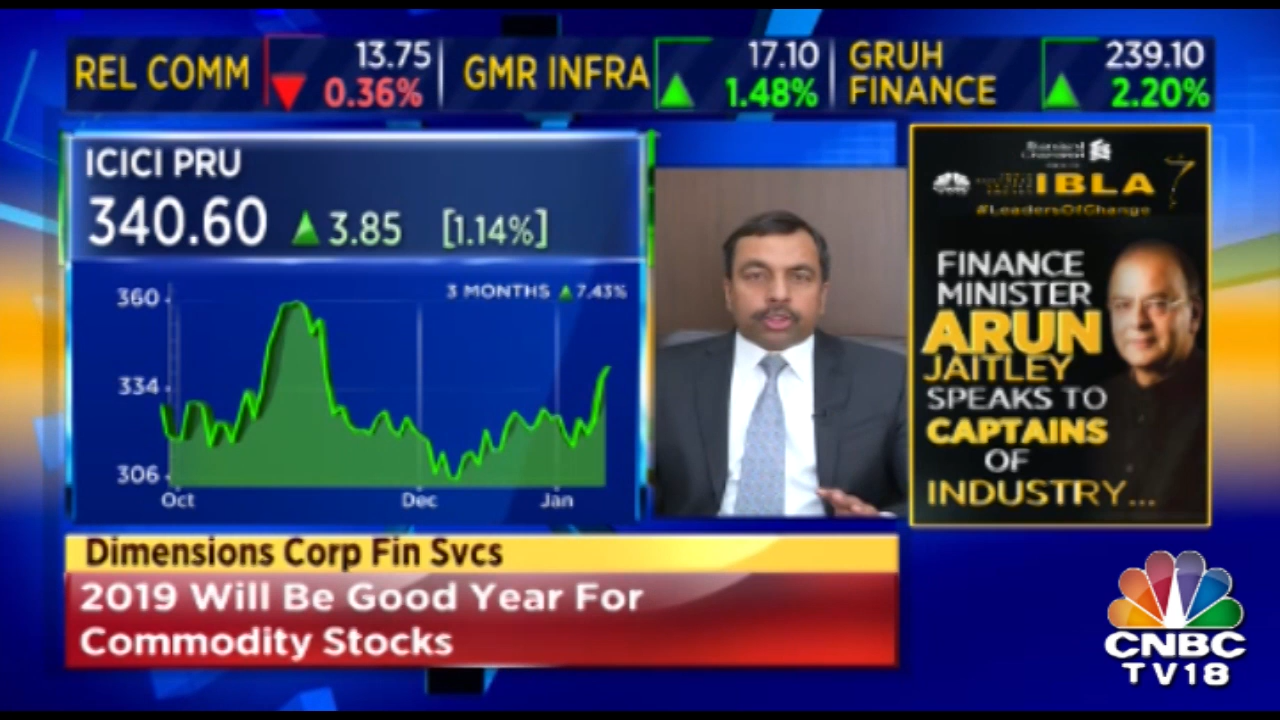 REL COMM
13.75
0.36%
GMR INFRA
17.10
1.48%
GRUH
FINANCE
239.10
2.20%
ICICI PRU
340.60 3.85 [1.14%]
3 MONTHS 7.43%
360
334
306
Oct Dec Jan
Standard
Chartered
IBLA
#LeadersOfChange
FINANCE
MINISTER
ARUN
JAITLEY
SPEAKS TO
CAPTAINS
OF
INDUSTRY...
Dimensions Corp Fin Svcs
2019 Will Be Good Year For
Commodity Stocks
CNBC
TV18